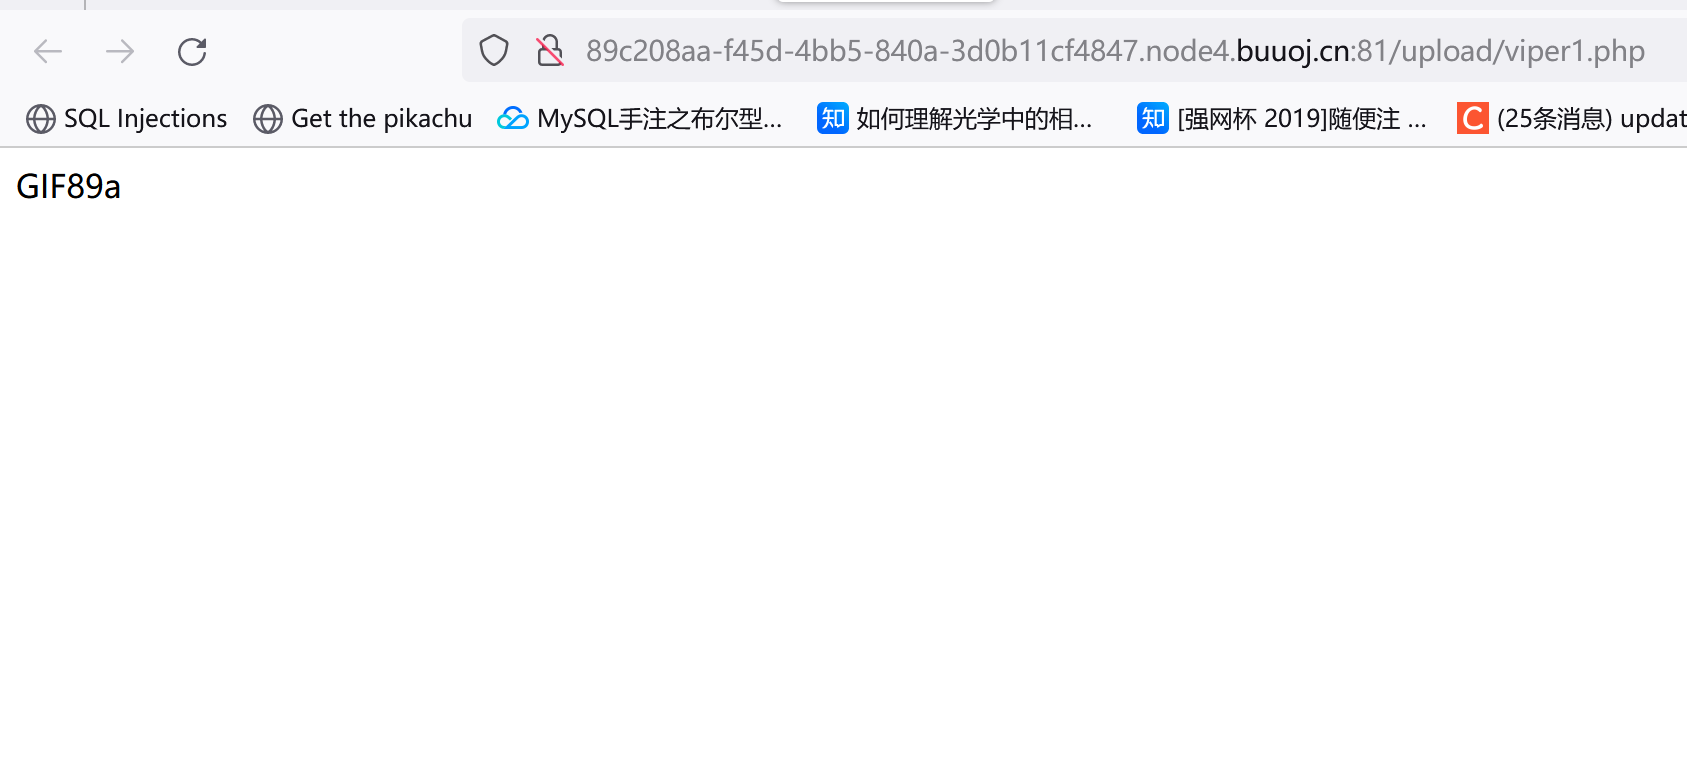 89c208aa-f45d-4bb5-840a-3d0b11cf4847.node4.buuoj.cn:81/upload/viper1.php
SQL Injections Get the pikachu MySQL手注之布尔型... 知 如何理解光学中的相... 知 [强网杯 2019]随便注 ... C (25条消息) updat
GIF89a